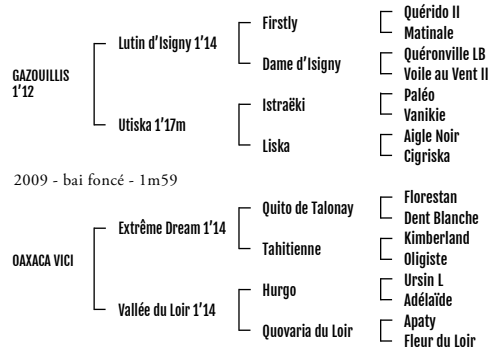 GAZOUILLIS
1'12
Lutin d'Isigny 1'14
Utiska 1'17m
Firstly
Dame d'Isigny
Istraëki
Liska
Quérido II
Matinale
Quéronville LB
Voile au Vent II
Paléo
Vanikie
Aigle Noir
Cigriska
2009 - bai foncé - 1m59
OAXACA VICI
Extrême Dream 1'14
Vallée du Loir 1'14
Quito de Talonay
Tahitienne
Hurgo
Quovaria du Loir
Florestan
Dent Blanche
Kimberland
Oligiste
Ursin L
Adélaïde
Apaty
Fleur du Loir